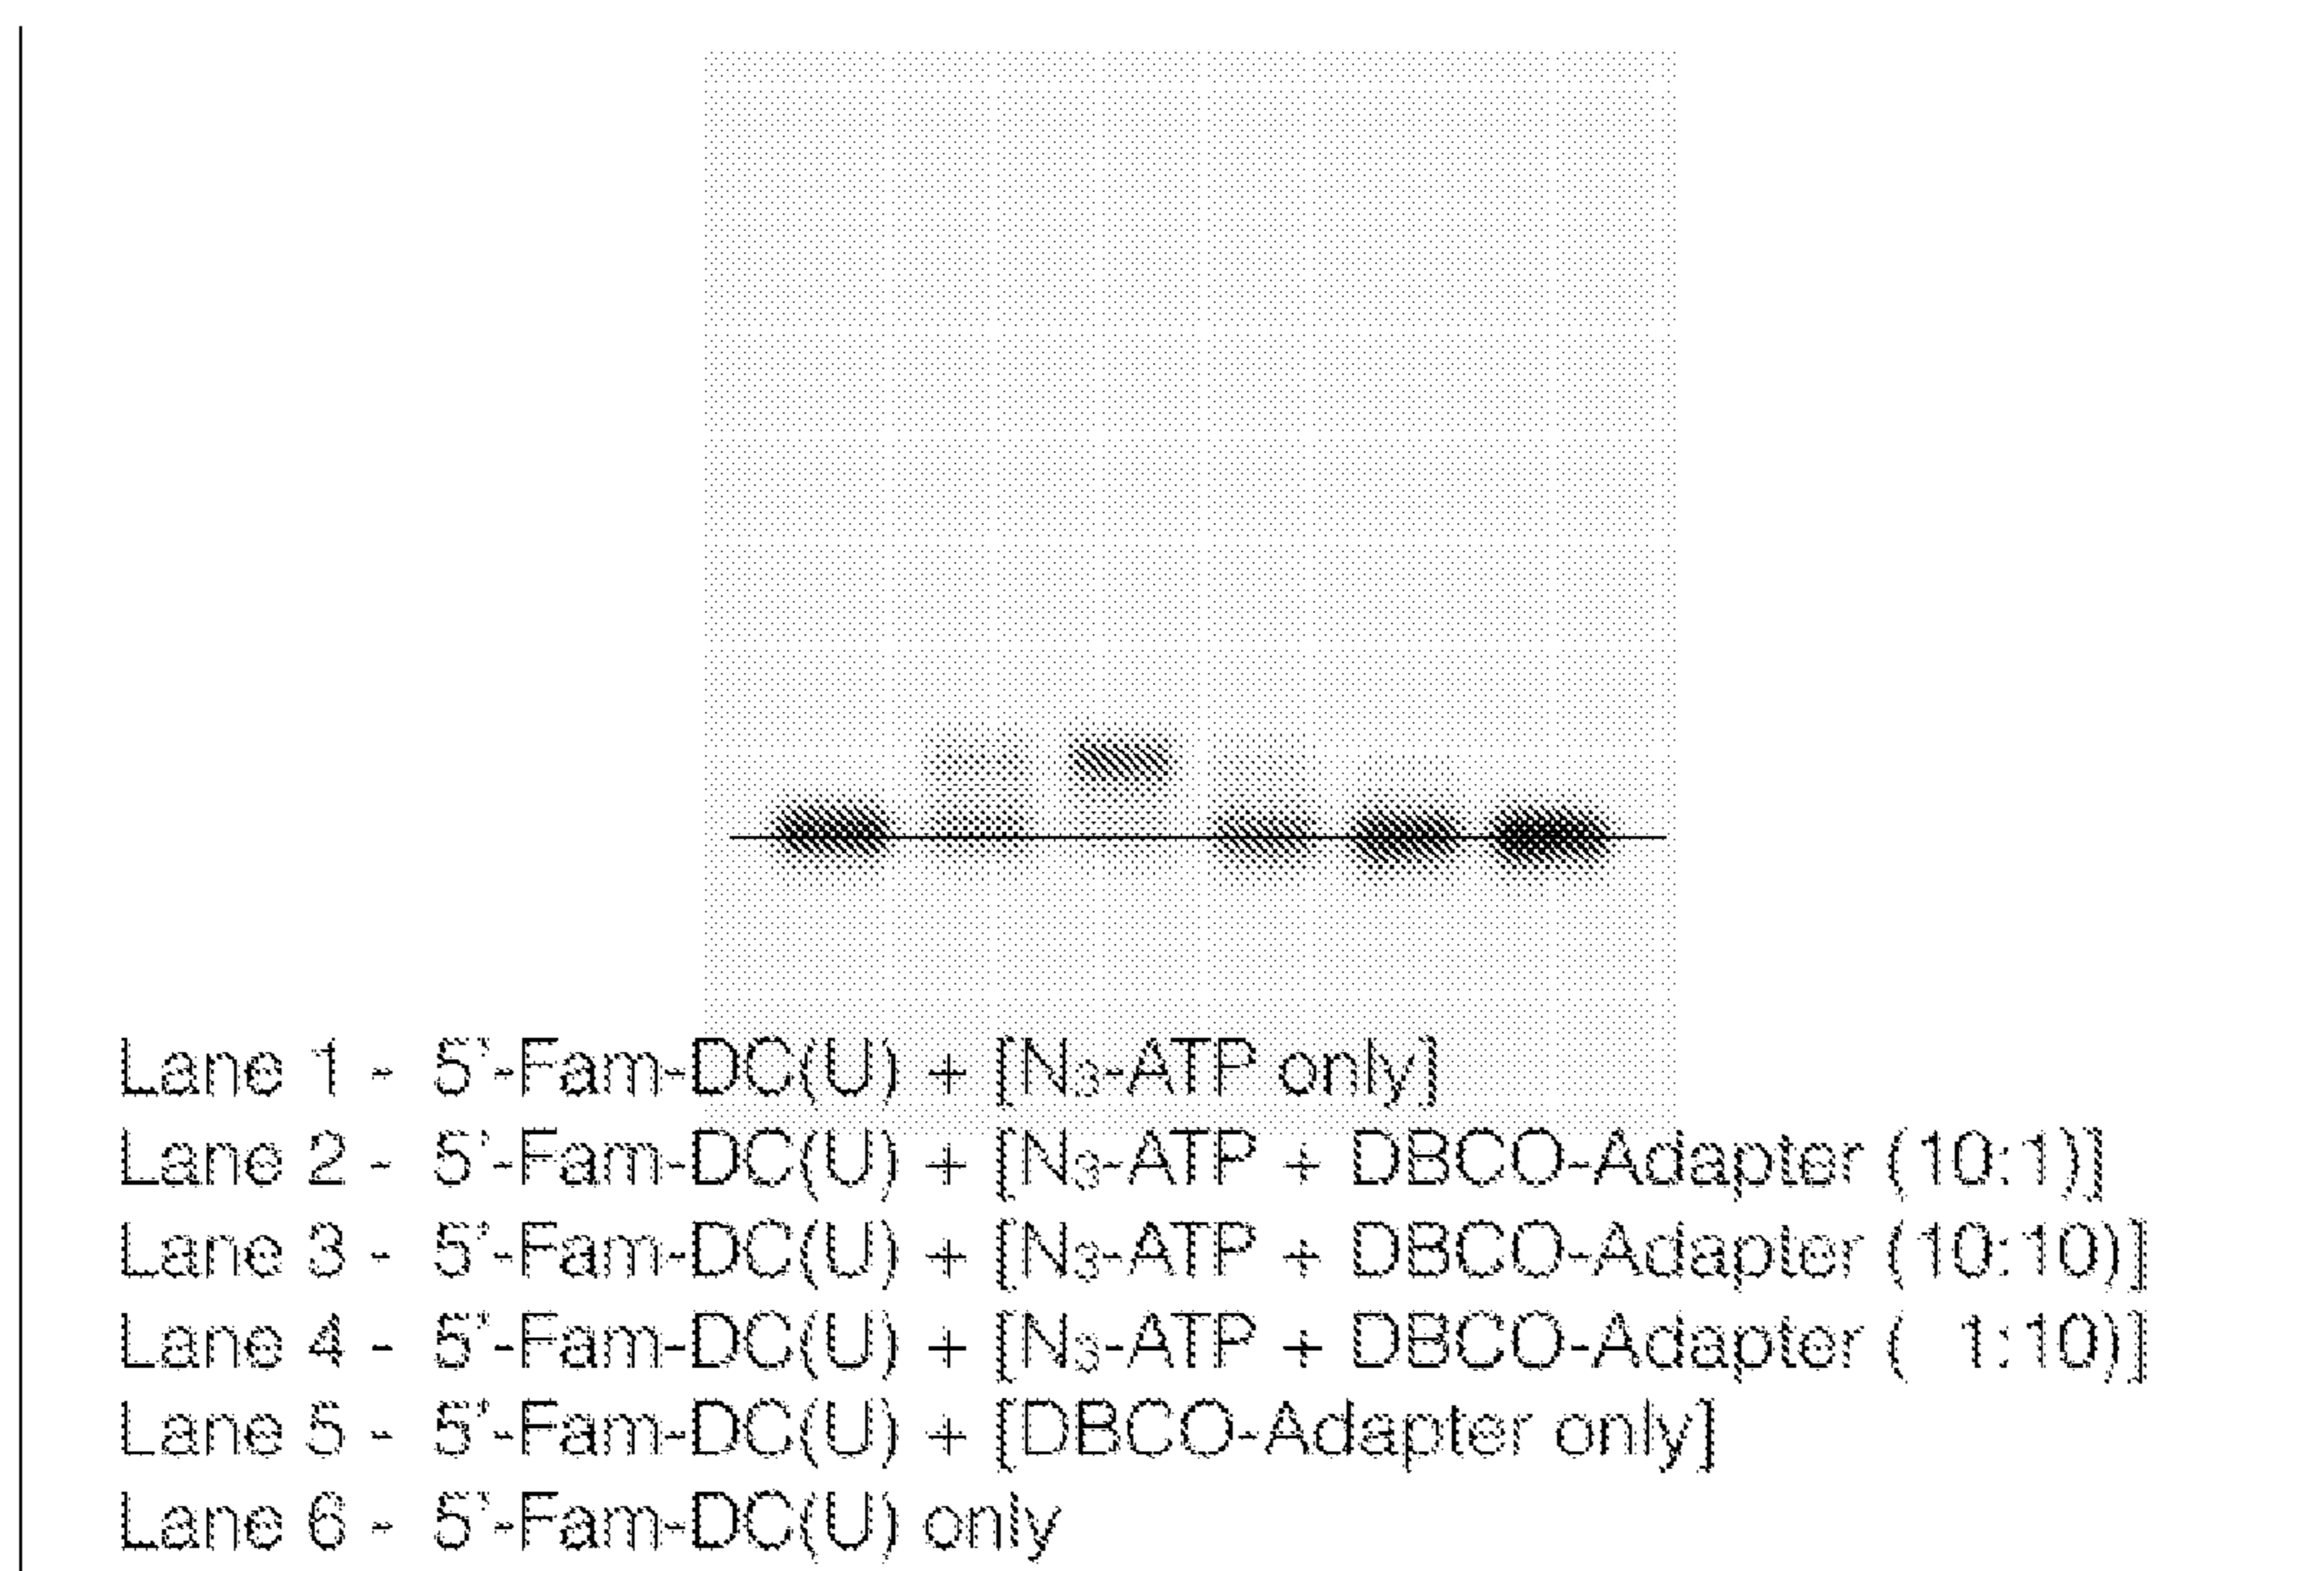 Lane 1 - 5'-Fam-DC(U) + [N₃-ATP only]
Lane 2 - 5'-Fam-DC(U) + [N₃-ATP + DBCO-Adapter (10:1)]
Lane 3 - 5'-Fam-DC(U) + [N₃-ATP + DBCO-Adapter (10:10)]
Lane 4 - 5'-Fam-DC(U) + [N₃-ATP + DBCO-Adapter ( 1:10)]
Lane 5 - 5'-Fam-DC(U) + [DBCO-Adapter only]
Lane 6 - 5'-Fam-DC(U) only